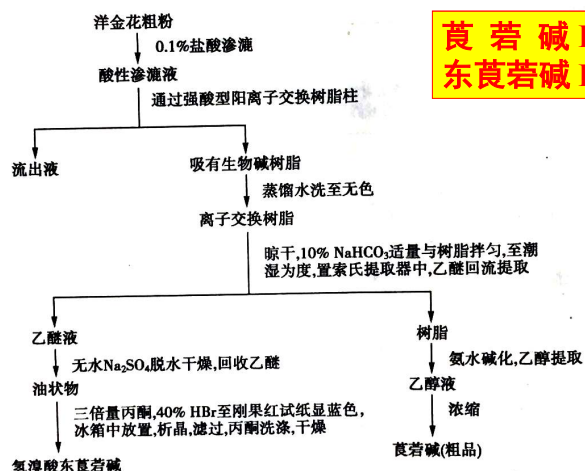 洋金花粗粉
0.1%盐酸渗漉
酸性渗漉液
莨菪碱
东莨菪碱
通过强酸型阳离子交换树脂柱
流出液
吸有生物碱树脂
蒸馏水洗至无色
离子交换树脂
晾干,10% NaHCO₃适量与树脂拌匀,至潮
湿为度,置索氏提取器中,乙醚回流提取
乙醚液
树脂
无水Na₂SO₄脱水干燥,回收乙醚
氨水碱化,乙醇提取
油状物
乙醇液
三倍量丙酮,40% HBr至刚果红试纸显蓝色,
冰箱中放置,析晶,滤过,丙酮洗涤,干燥
浓缩
氢溴酸东莨菪碱
莨菪碱(粗品)